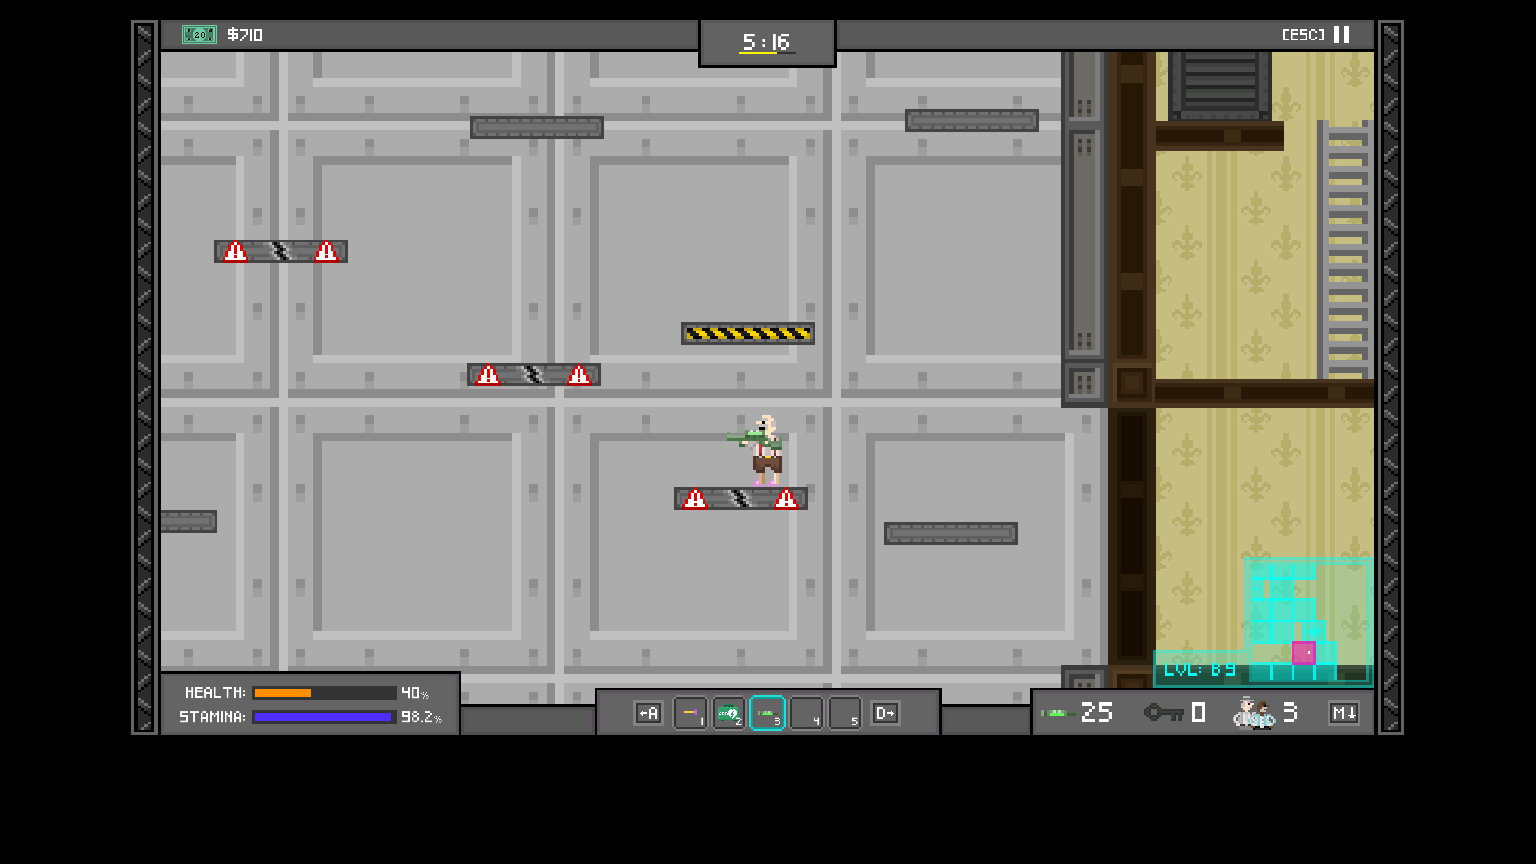 20 $710
5:16
[ESC]
HEALTH: 40%
STAMINA: 98.2%
←A 1 2 3 4 5 D→
LVL: B9
25 0 3 M↓